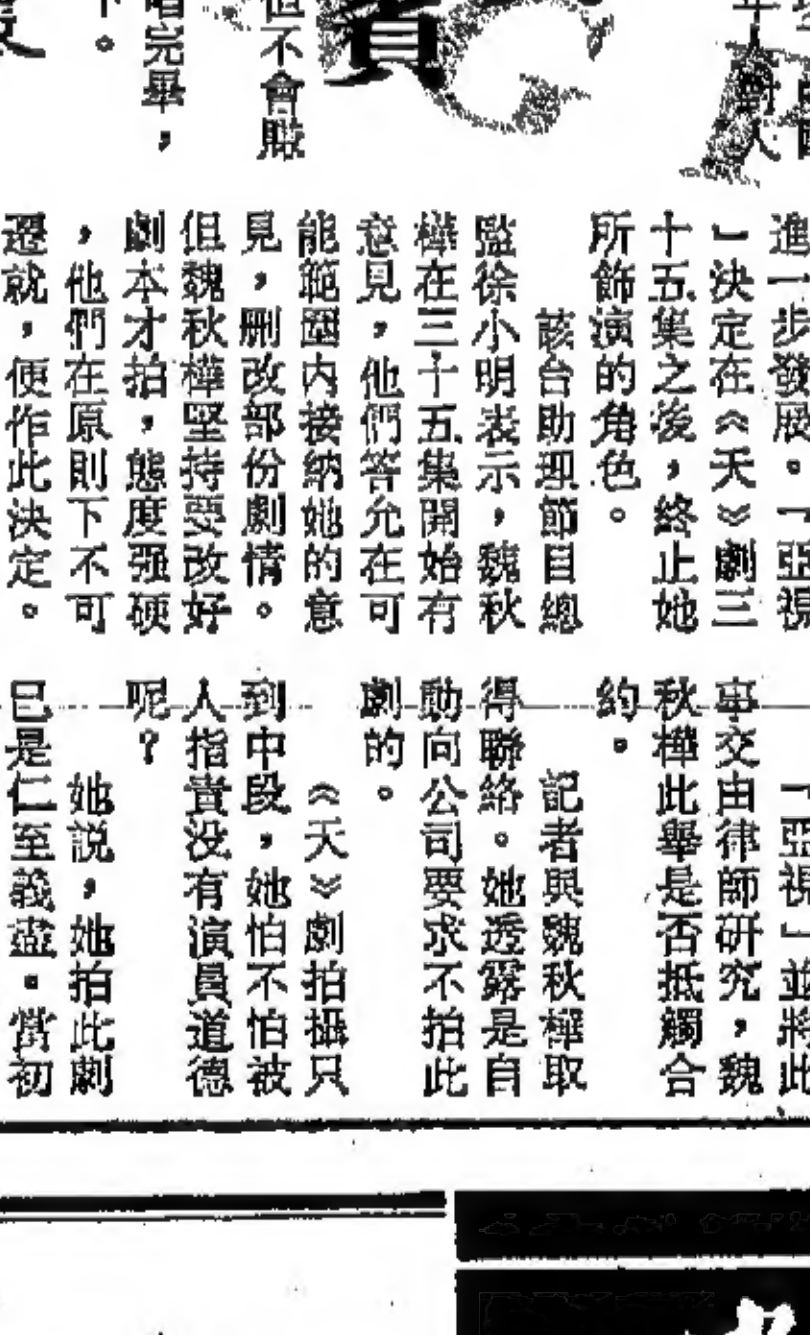 年人對人
賓
但不會賺
唱完畢，
下。
進一步發展。「亞視
」決定在《天》劇三
十五集之後，終止她
所飾演的角色。
該台助理節目總
監徐小明表示，魏秋
樺在三十五集開始有
意見，他們答允在可
能範圍內接納她的意
見，刪改部份劇情。
但魏秋樺堅持要改好
劇本才拍，態度强硬
，他們在原則下不可
遷就，便作此決定。
「亞視」並將此
事交由律師研究，魏
秋樺此舉是否抵觸合
約。
記者與魏秋樺取
得聯絡。她透露是自
動向公司要求不拍此
劇的。
《天》劇拍攝只
到中段，她怕不怕被
人指責没有演員道德
呢？
她説，她拍此劇
已是仁至義盡。當初